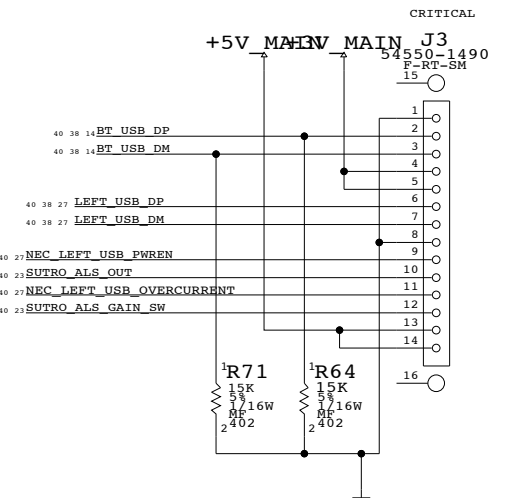 CRITICAL
+5V_MAIN
+3V_MAIN
J3
54550-1490
F-RT-SM
15
1
40 38 14 BT_USB_DP
2
40 38 14 BT_USB_DM
3
4
5
40 38 27 LEFT_USB_DP
6
40 38 27 LEFT_USB_DM
7
8
40 27 NEC_LEFT_USB_PWREN
9
40 23 SUTRO_ALS_OUT
10
40 27 NEC_LEFT_USB_OVERCURRENT
11
40 23 SUTRO_ALS_GAIN_SW
12
13
14
1 R71
15K
5%
1/16W
MF
2 402
1 R64
15K
5%
1/16W
MF
2 402
16